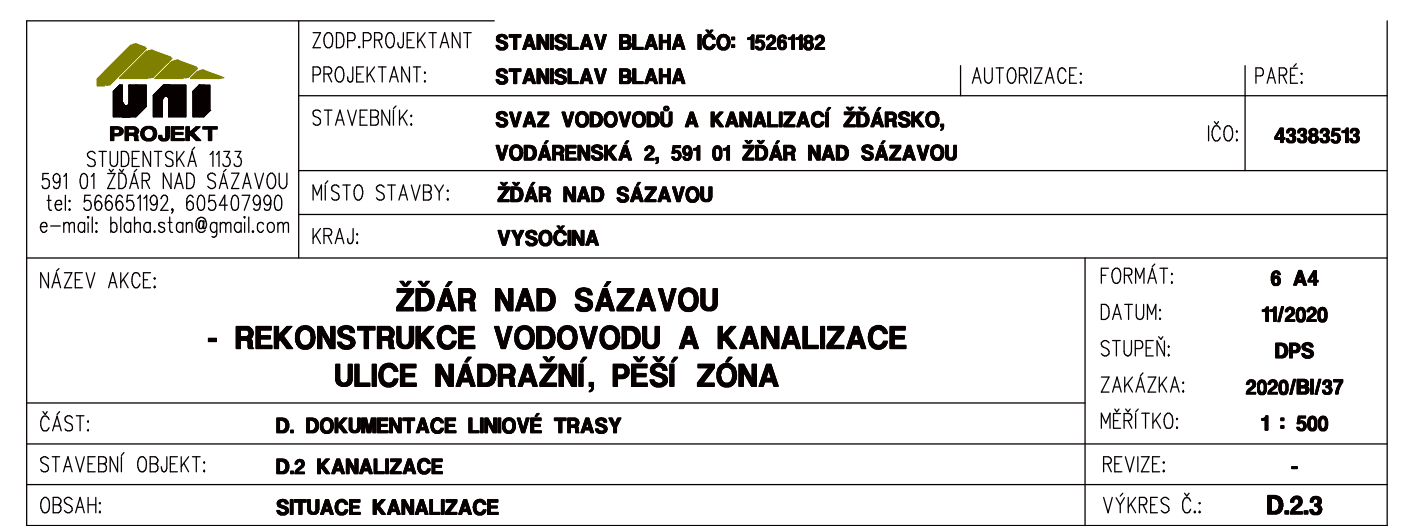 UNI
PROJEKT
STUDENTSKÁ 1133
591 01 ŽĎÁR NAD SÁZAVOU
tel: 566651192, 605407990
e-mail: blaha.stan@gmail.com
ZODP.PROJEKTANT STANISLAV BLAHA IČO: 15261182
PROJEKTANT: STANISLAV BLAHA AUTORIZACE: PARÉ:
STAVEBNÍK: SVAZ VODOVODŮ A KANALIZACÍ ŽĎÁRSKO,
VODÁRENSKÁ 2, 591 01 ŽĎÁR NAD SÁZAVOU
IČO: 43383513
MÍSTO STAVBY: ŽĎÁR NAD SÁZAVOU
KRAJ: VYSOČINA
NÁZEV AKCE:
ŽĎÁR NAD SÁZAVOU
- REKONSTRUKCE VODOVODU A KANALIZACE
ULICE NÁDRAŽNÍ, PĚŠÍ ZÓNA
FORMÁT: 6 A4
DATUM: 11/2020
STUPEŇ: DPS
ZAKÁZKA: 2020/BI/37
MĚŘÍTKO: 1 : 500
ČÁST: D. DOKUMENTACE LINIOVÉ TRASY
STAVEBNÍ OBJEKT: D.2 KANALIZACE
REVIZE: -
OBSAH: SITUACE KANALIZACE
VÝKRES Č.: D.2.3